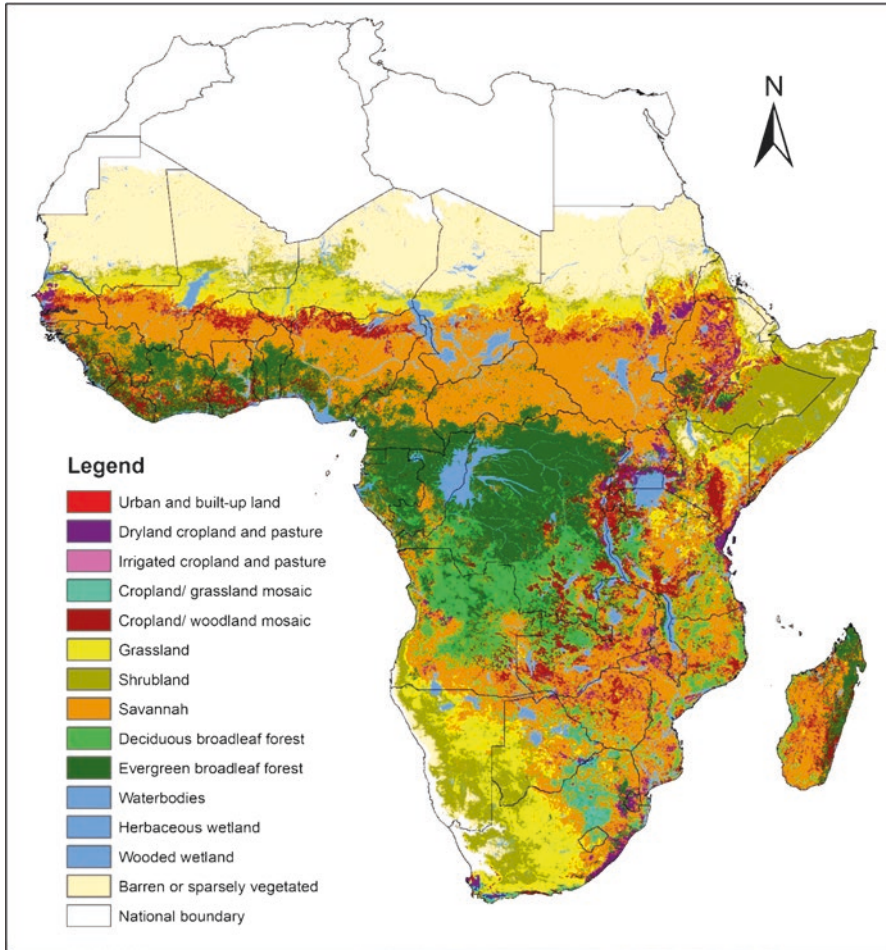 N
Legend
Urban and built-up land
Dryland cropland and pasture
Irrigated cropland and pasture
Cropland/ grassland mosaic
Cropland/ woodland mosaic
Grassland
Shrubland
Savannah
Deciduous broadleaf forest
Evergreen broadleaf forest
Waterbodies
Herbaceous wetland
Wooded wetland
Barren or sparsely vegetated
National boundary